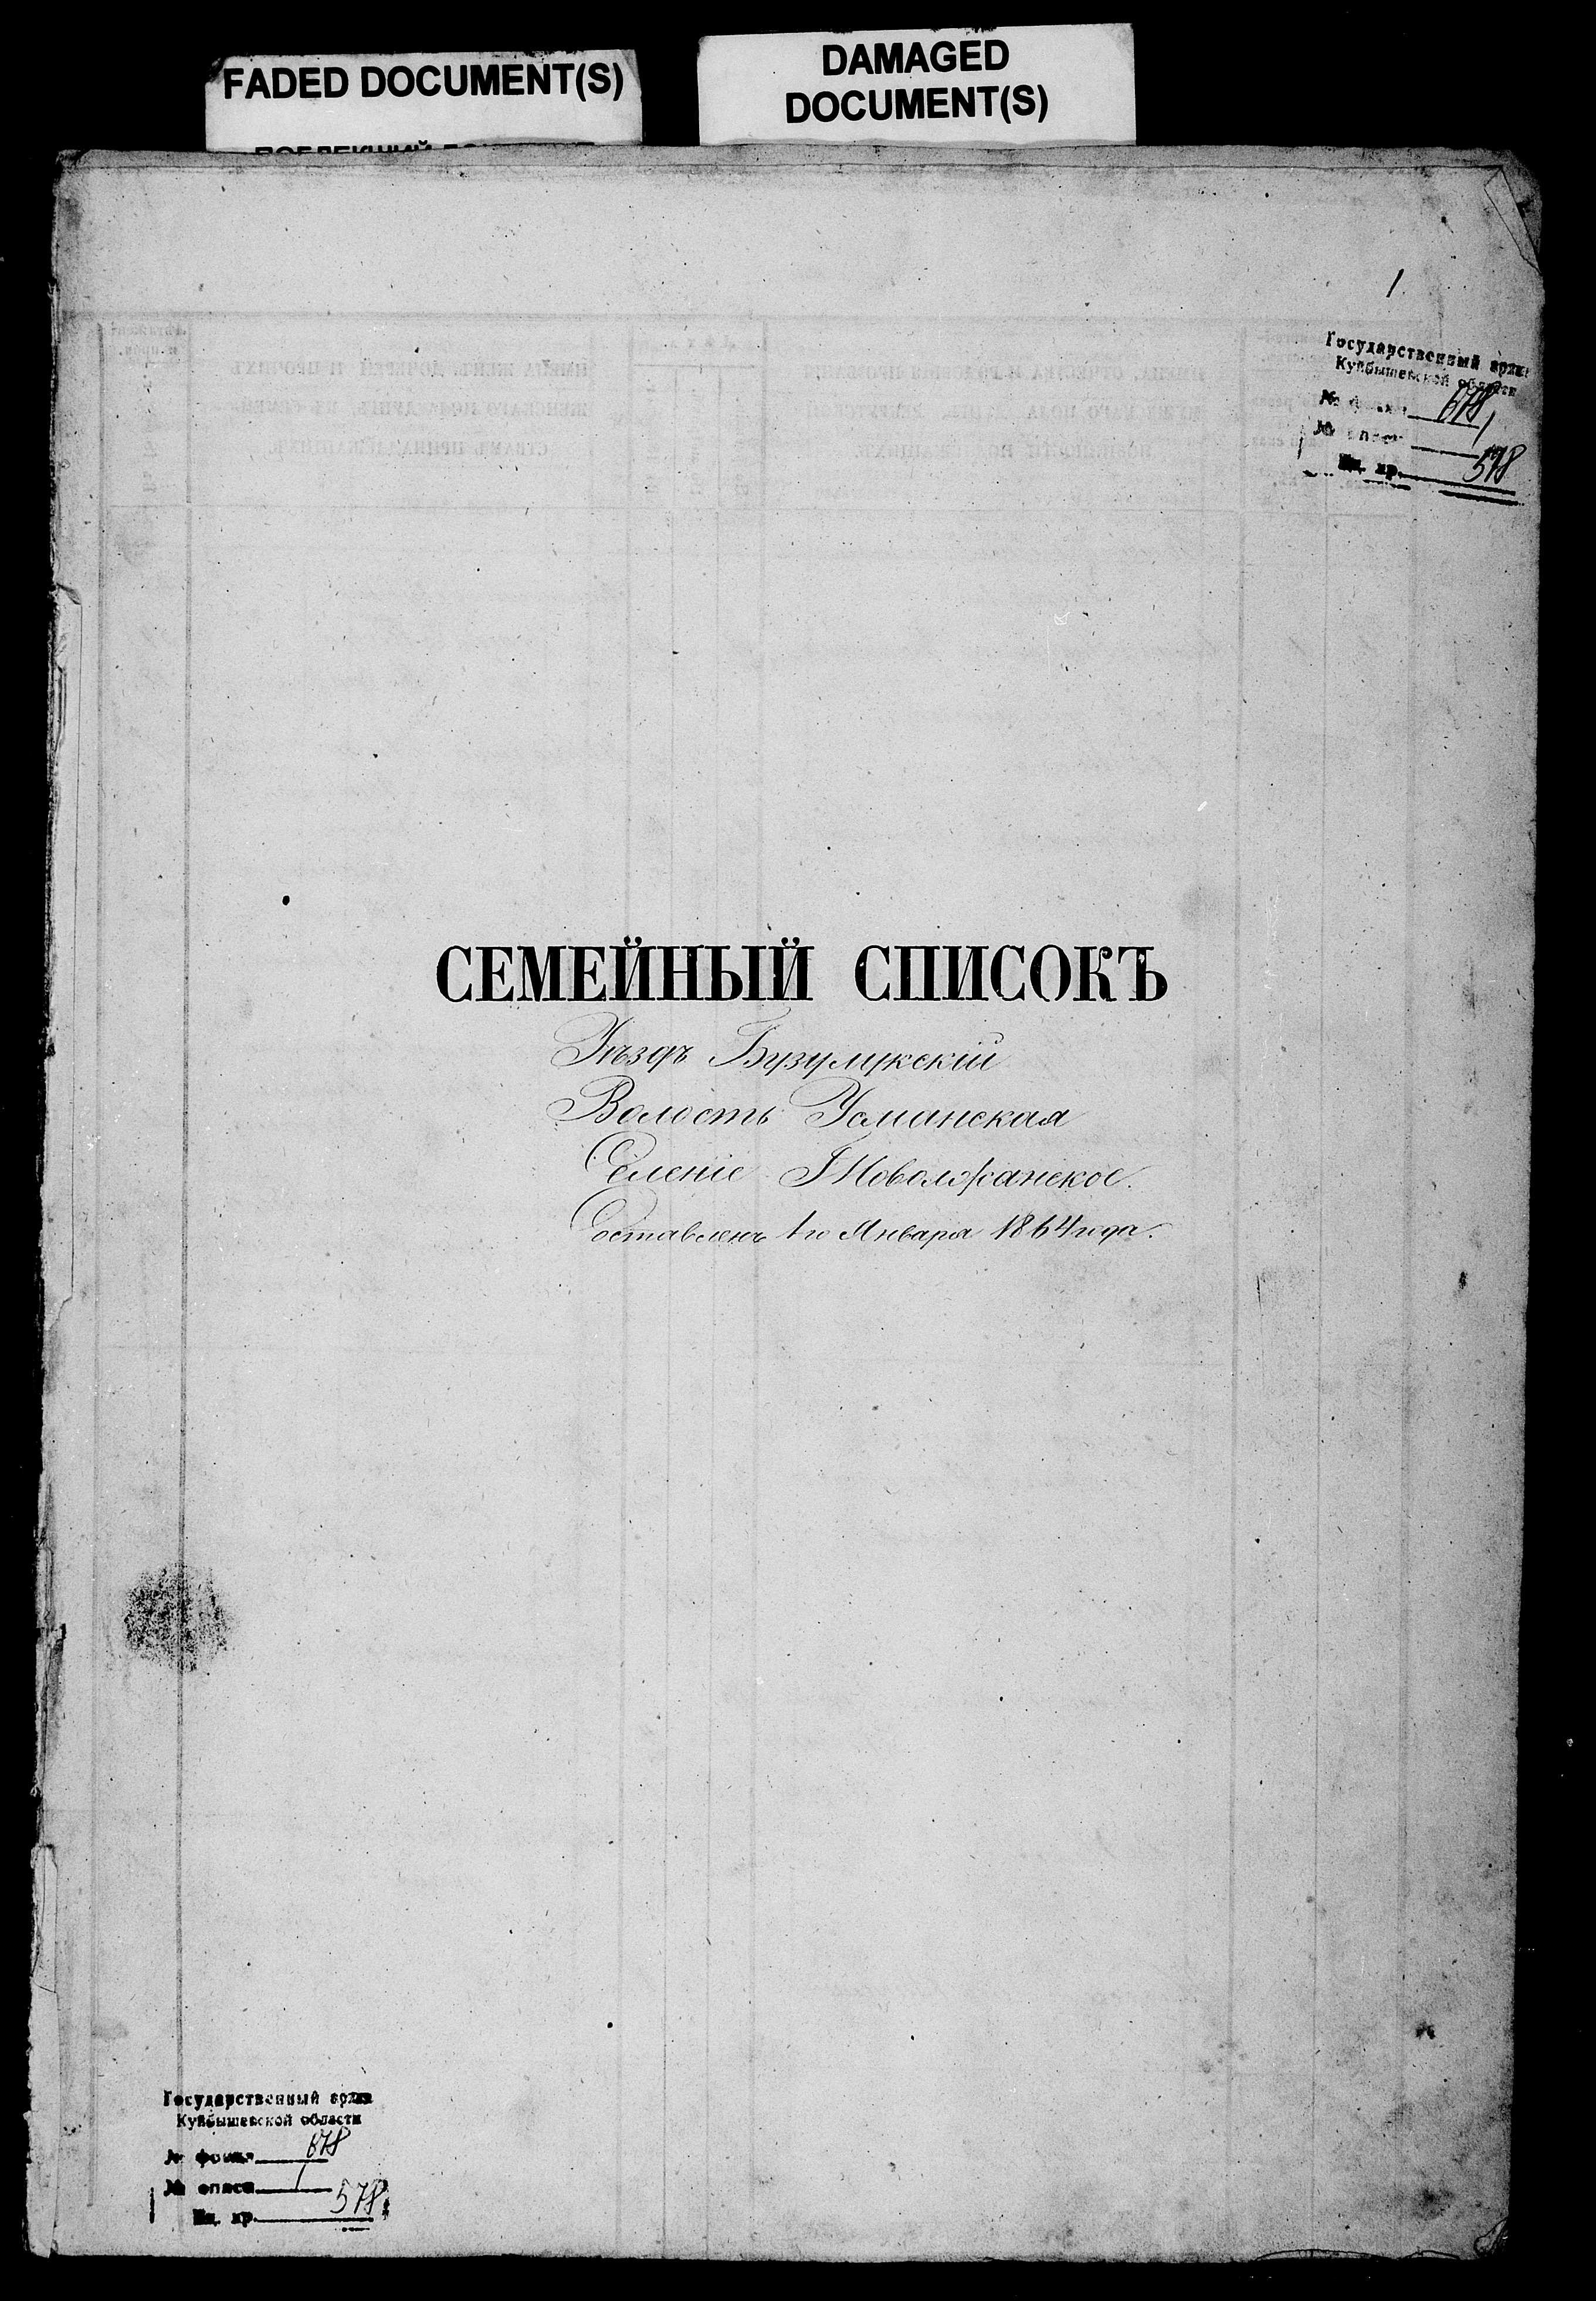 FADED DOCUMENT(S)
DAMAGED
DOCUMENT(S)
1
Государственный архив
Куйбышевской области
№ фонда 678
№ описи 1
Ед. хр. 578
СЕМЕЙНЫЙ СПИСОКЪ
Уѣздъ Бузулукскій
Волость Усманская
Селеніе
Составленъ 1го Января 1864 года.
Государственный архив
Куйбышевской области
№ фонда 678
№ описи 1
Ед. хр. 578